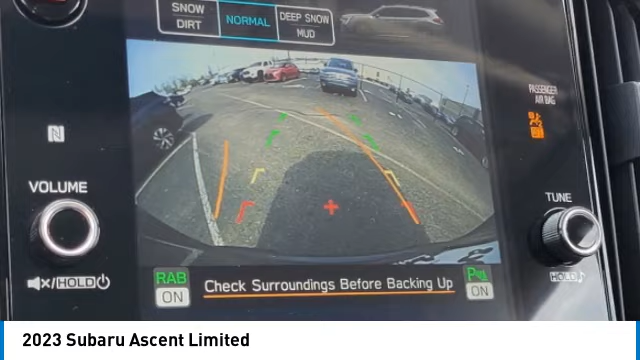 SNOW
DIRT
NORMAL
DEEP SNOW
MUD
PASSENGER
AIR BAG
N
VOLUME
TUNE
/HOLD
HOLD
RAB
ON
Check Surroundings Before Backing Up
ON
2023 Subaru Ascent Limited